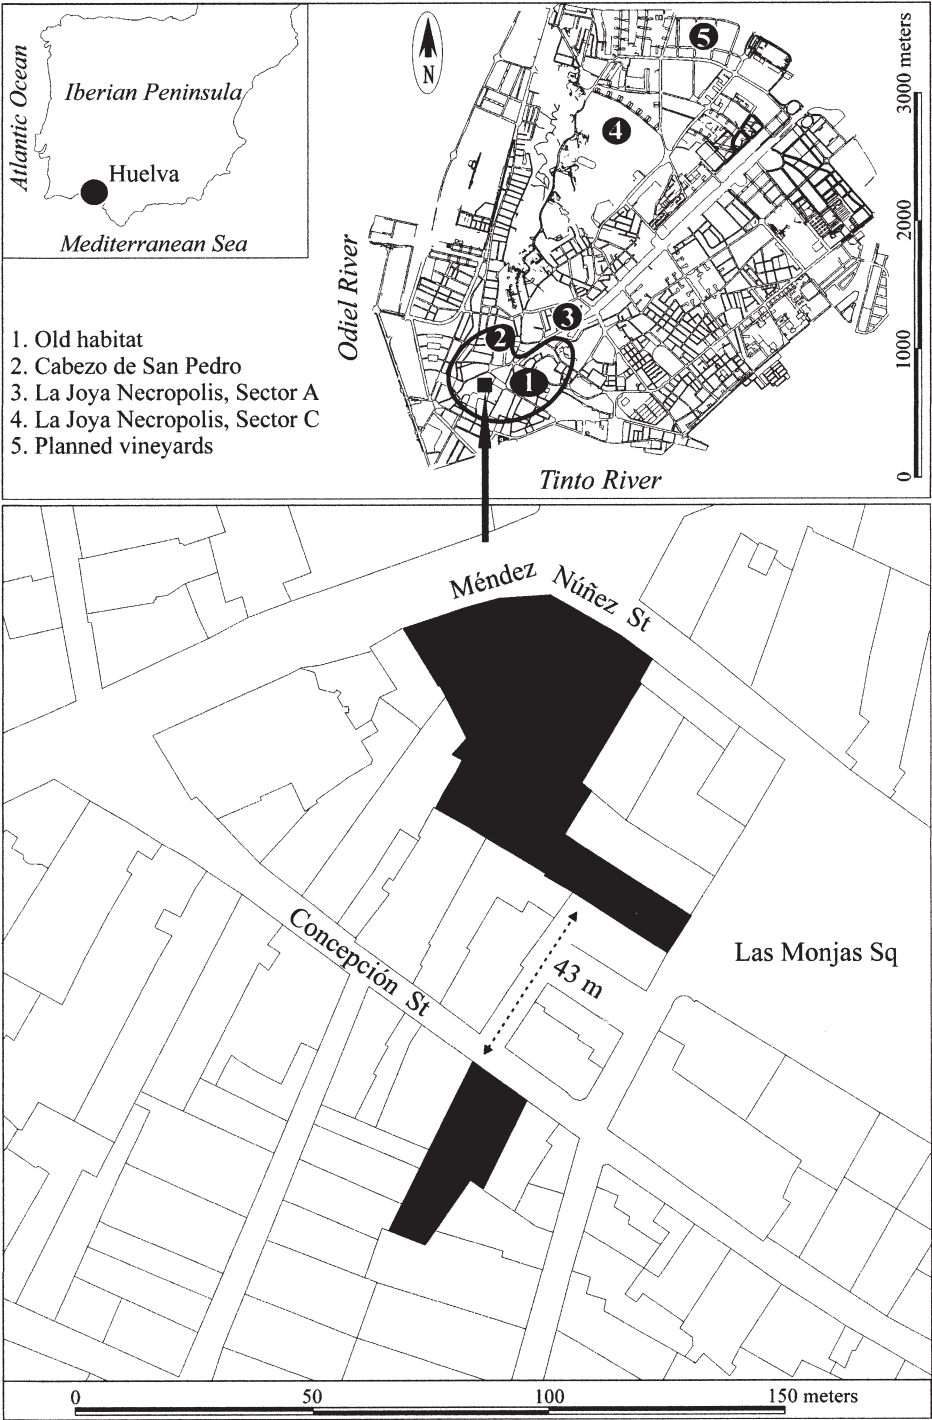 Atlantic Ocean
Iberian Peninsula
Huelva
Mediterranean Sea
N
Odiel River
Tinto River
1
2
3
4
5
0
1000
2000
3000 meters
1. Old habitat
2. Cabezo de San Pedro
3. La Joya Necropolis, Sector A
4. La Joya Necropolis, Sector C
5. Planned vineyards
Méndez Núñez St
Concepción St
43 m
Las Monjas Sq
0 50 100 150 meters